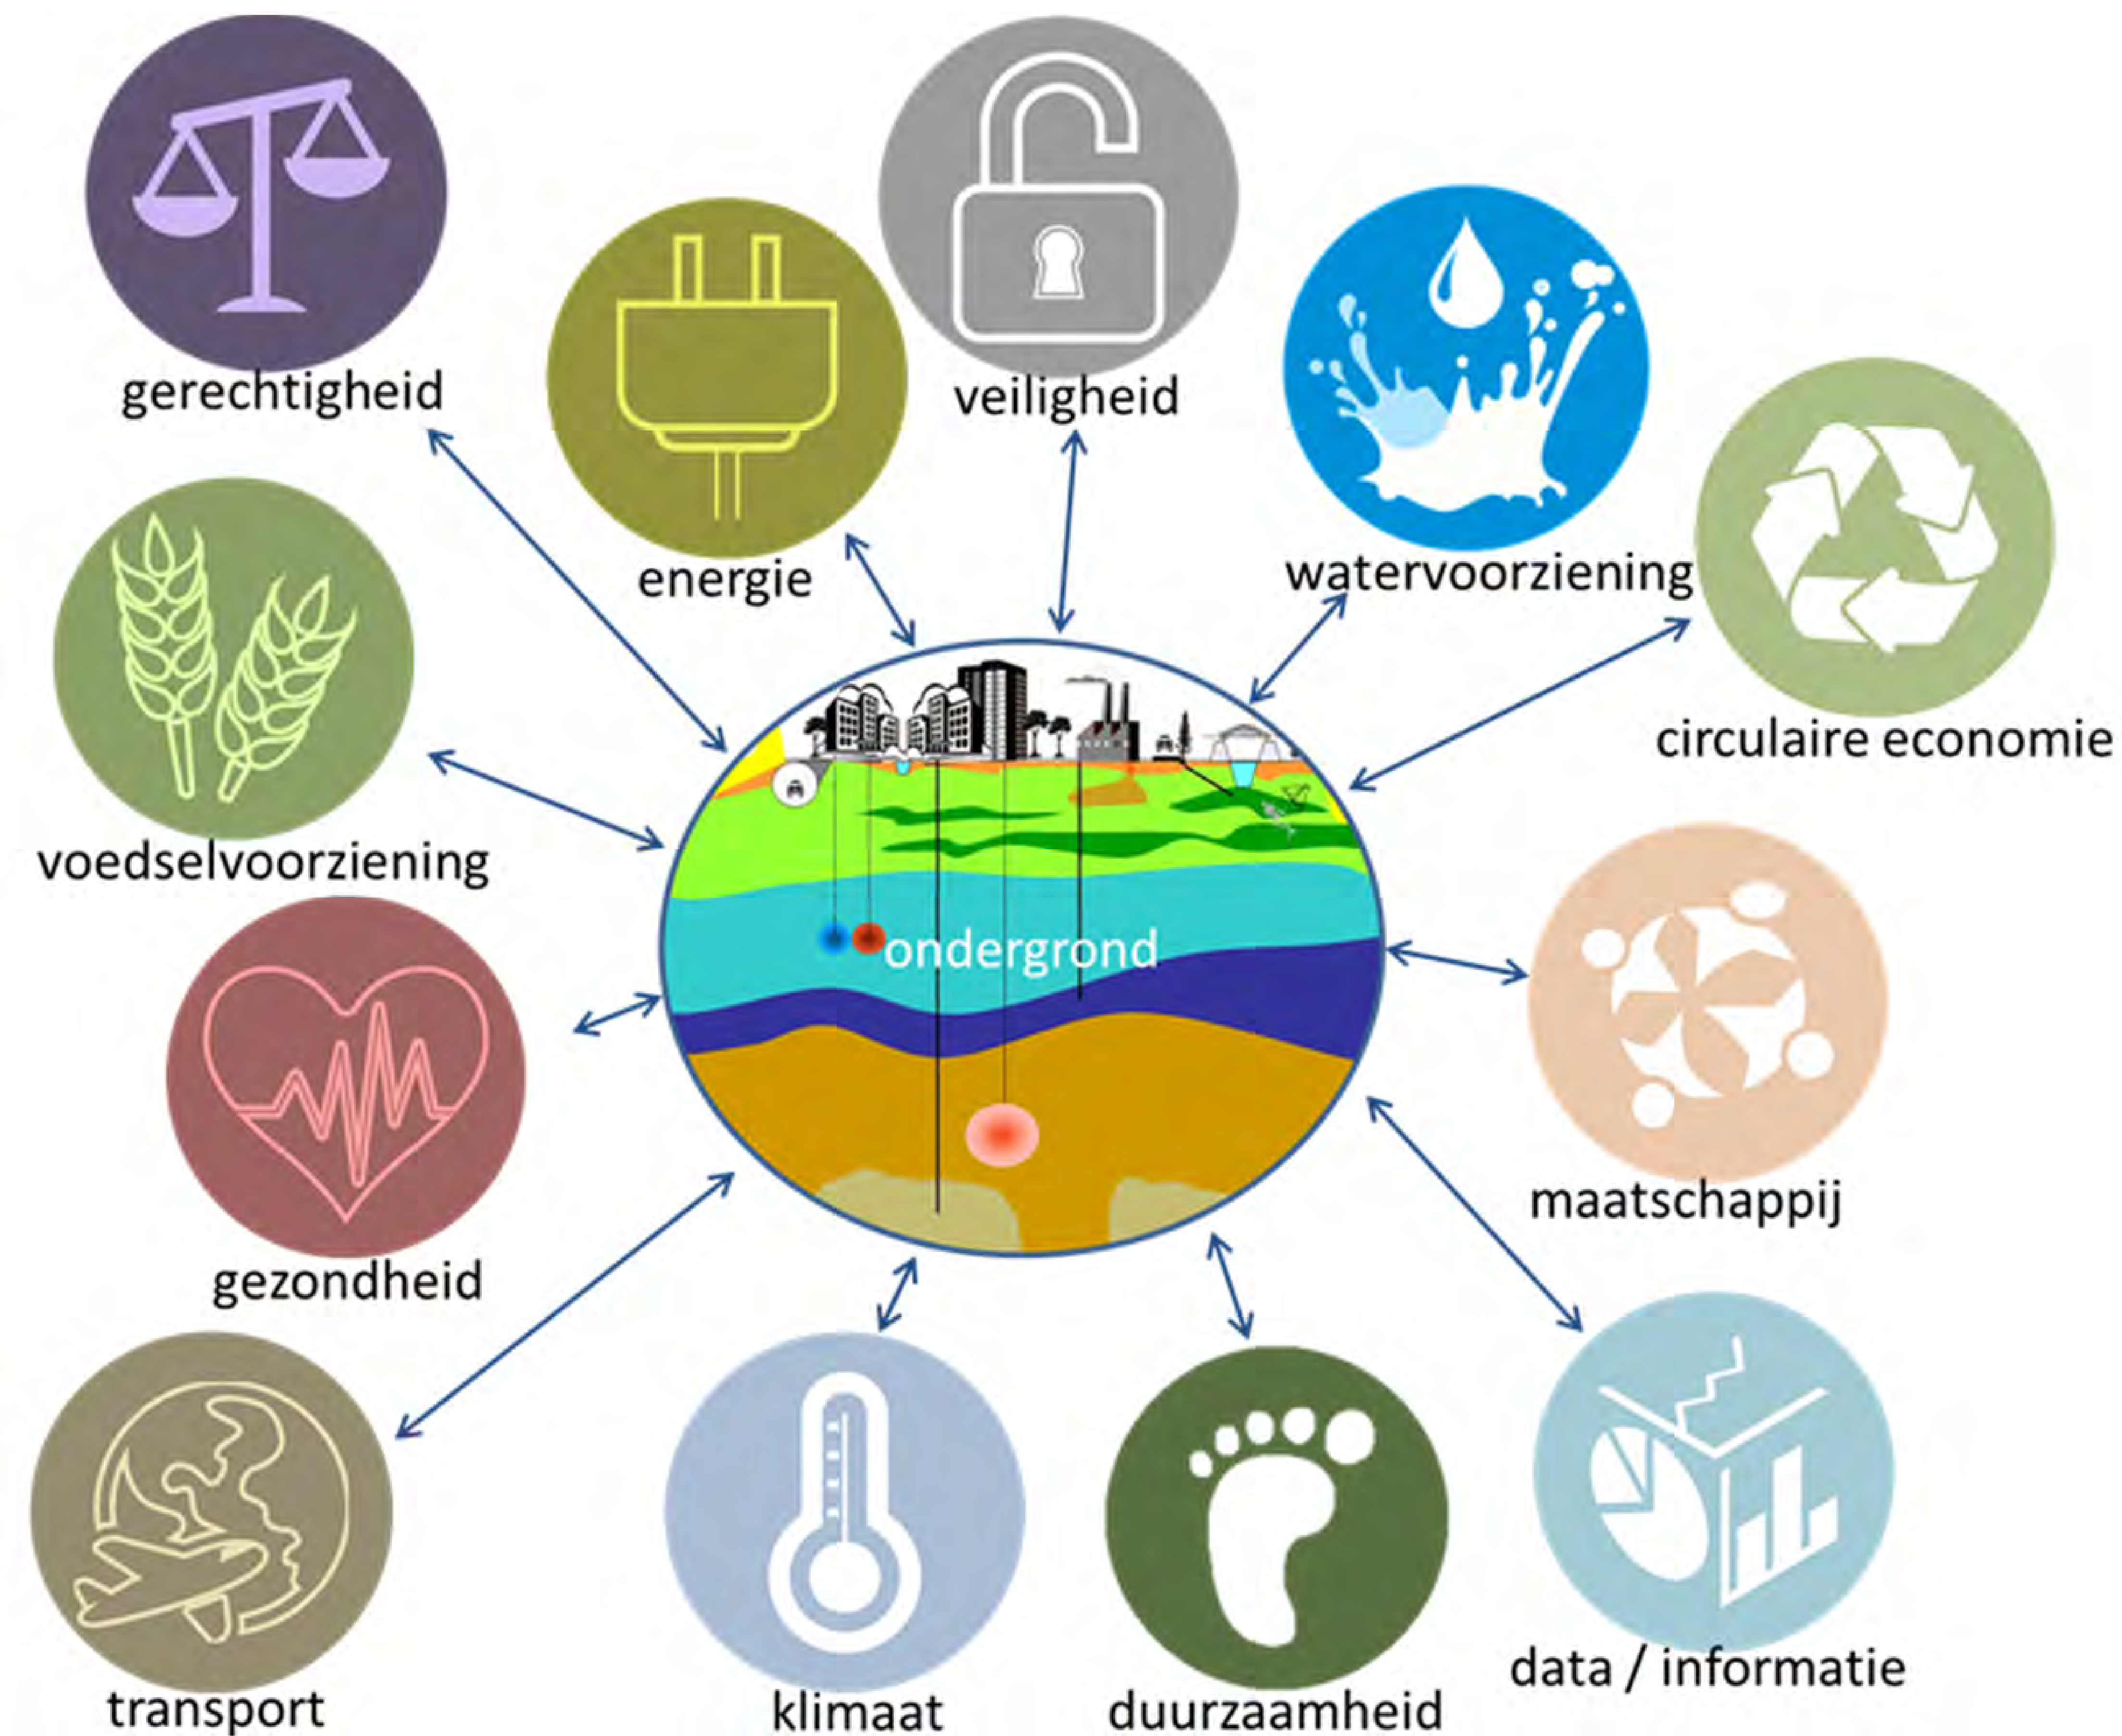 gerechtigheid
veiligheid
energie
watervoorziening
circulaire economie
voedselvoorziening
ondergrond
maatschappij
gezondheid
data / informatie
transport
klimaat
duurzaamheid